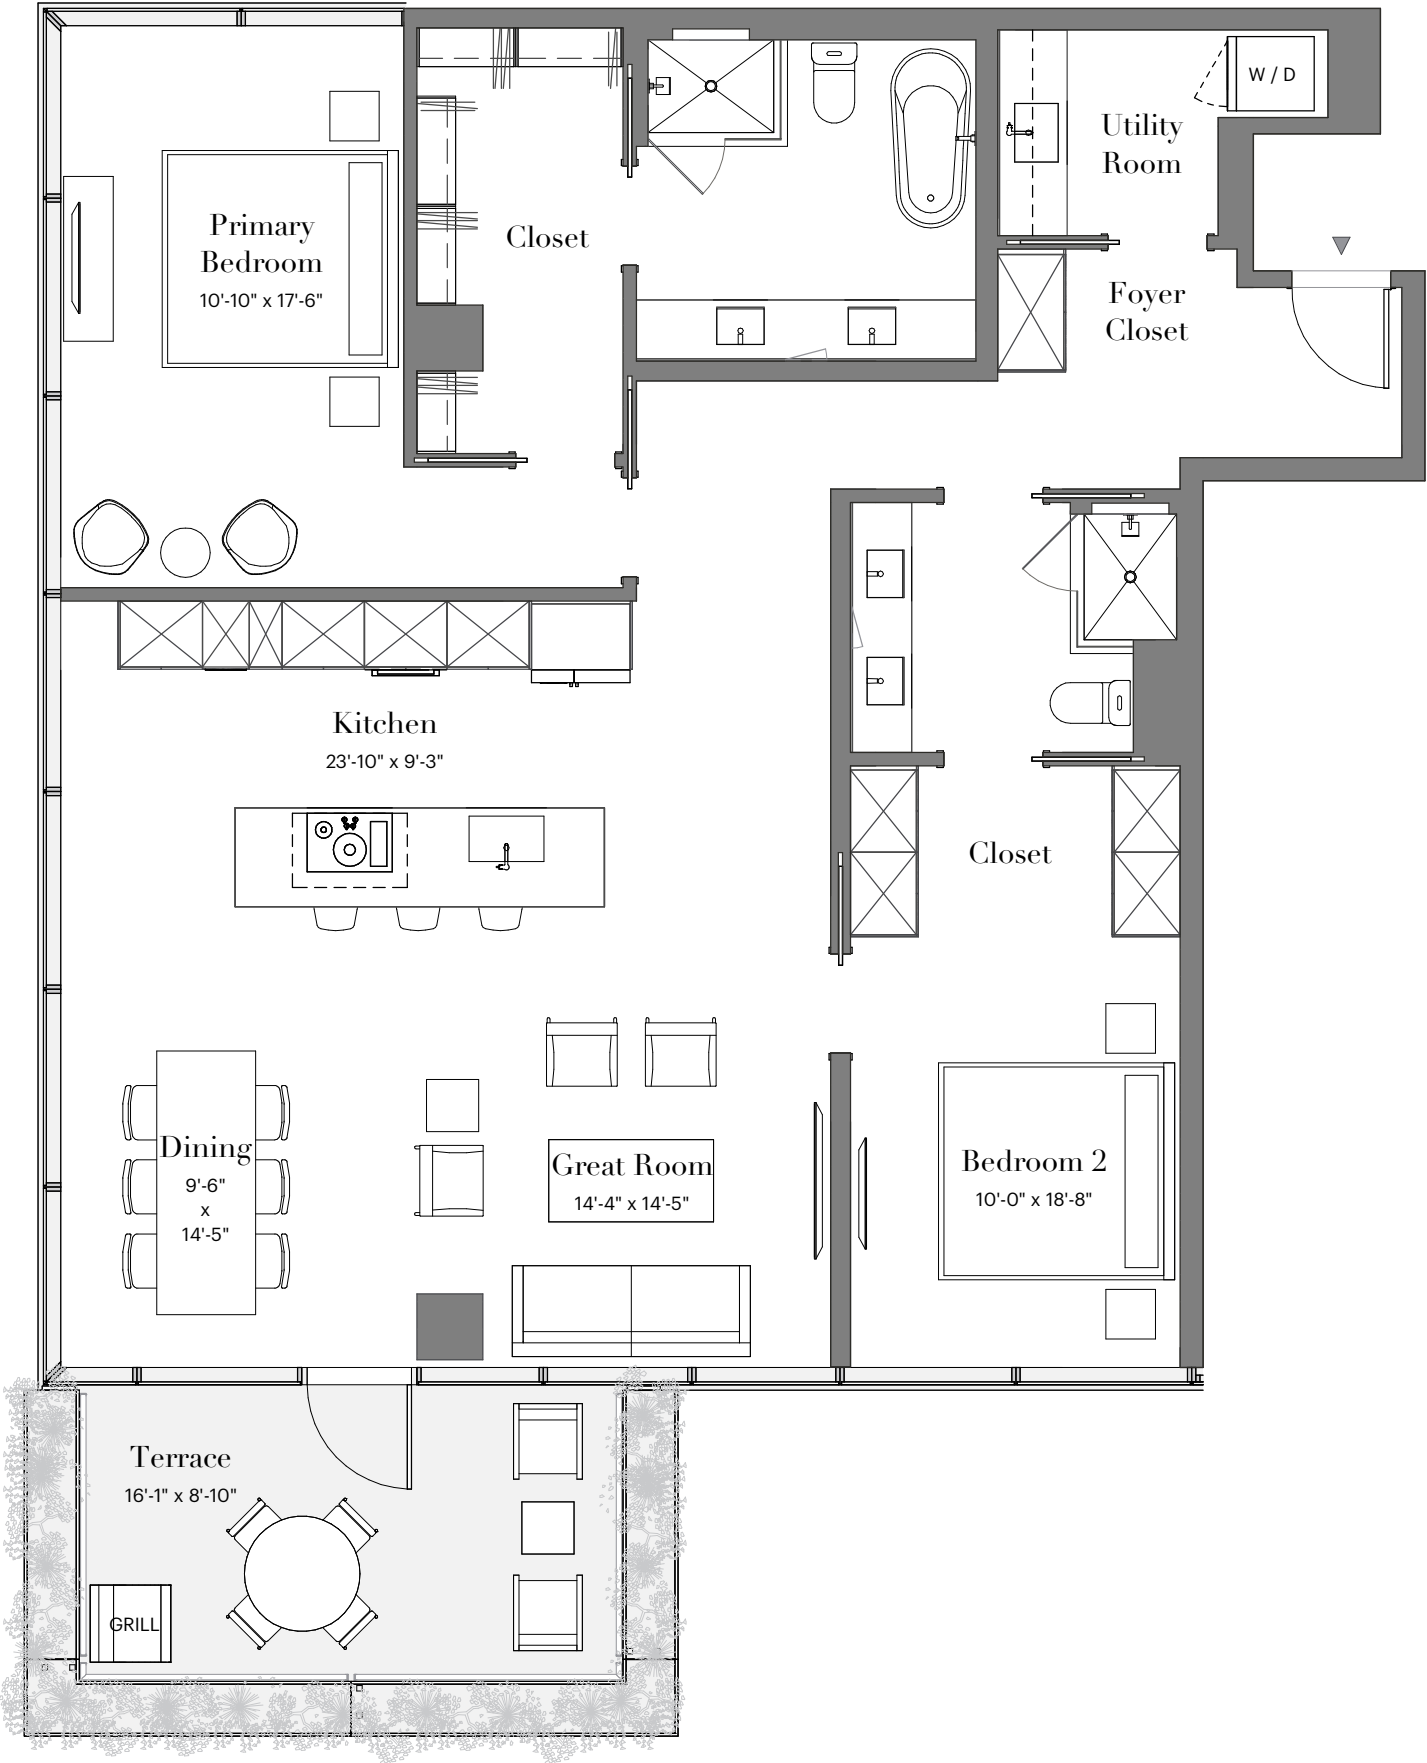 W / D
Utility
Room
Primary
Bedroom
10'-10" x 17'-6"
Closet
Foyer
Closet
Kitchen
23'-10" x 9'-3"
Closet
Dining
9'-6"
x
14'-5"
Great Room
14'-4" x 14'-5"
Bedroom 2
10'-0" x 18'-8"
Terrace
16'-1" x 8'-10"
GRILL